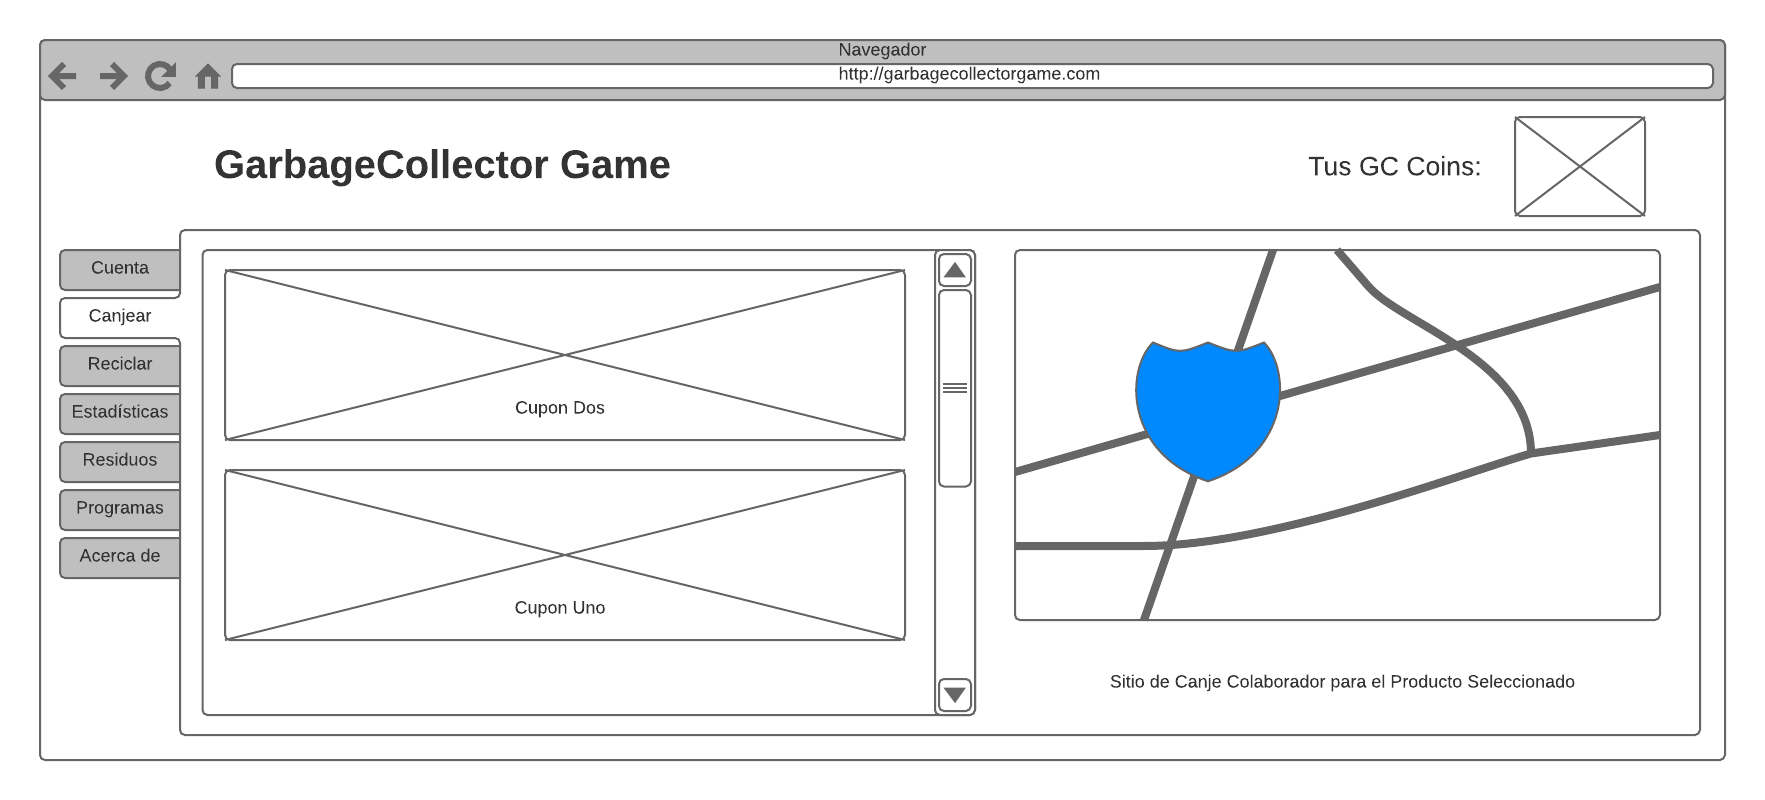 Navegador
http://garbagecollectorgame.com
GarbageCollector Game
Tus GC Coins:
Cuenta
Canjear
Reciclar
Estadísticas
Residuos
Programas
Acerca de
Cupon Dos
Cupon Uno
Sitio de Canje Colaborador para el Producto Seleccionado